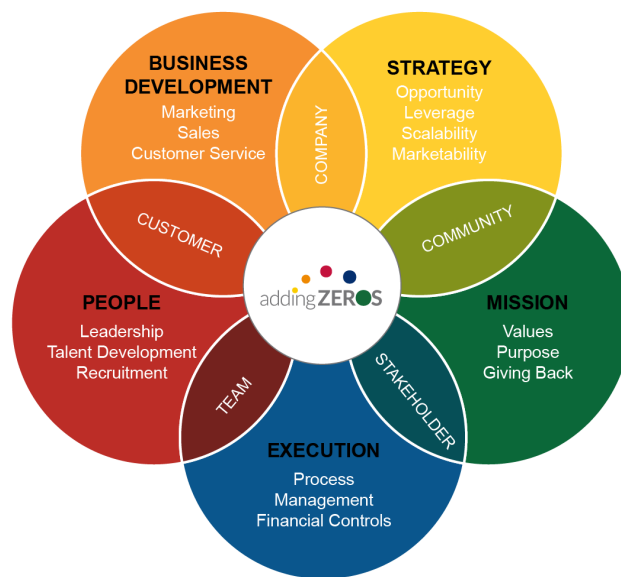 BUSINESS
DEVELOPMENT
Marketing
Sales
Customer Service
COMPANY
STRATEGY
Opportunity
Leverage
Scalability
Marketability
CUSTOMER
COMMUNITY
addingZEROS
PEOPLE
Leadership
Talent Development
Recruitment
MISSION
Values
Purpose
Giving Back
TEAM
STAKEHOLDER
EXECUTION
Process
Management
Financial Controls